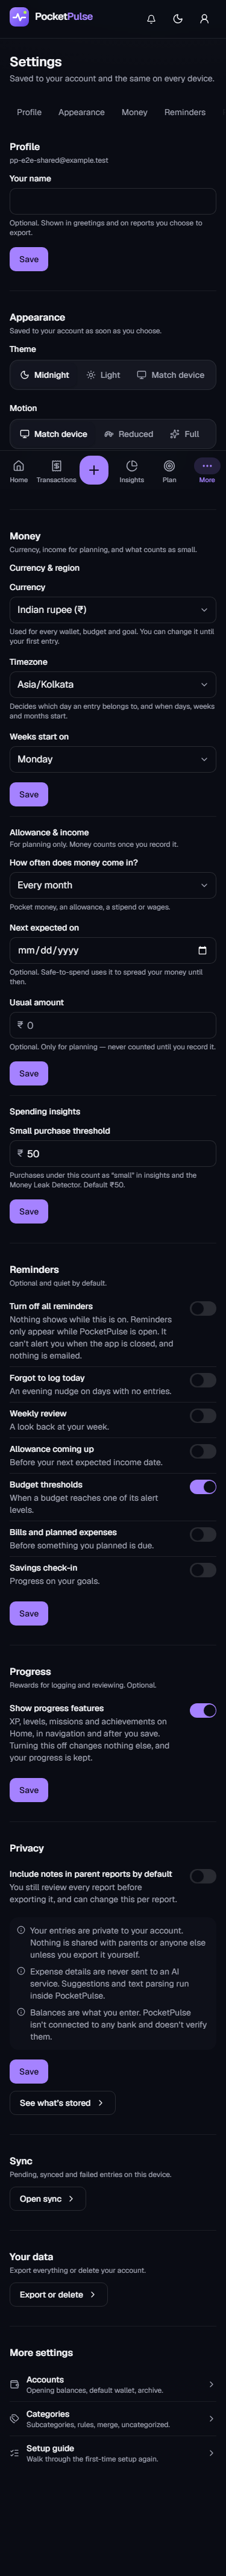 PocketPulse
Settings
Saved to your account and the same on every device.
Profile Appearance Money Reminders
Profile
pp-e2e-shared@example.test
Your name
Optional. Shown in greetings and on reports you choose to
export.
Save
Appearance
Saved to your account as soon as you choose.
Theme
Midnight Light Match device
Motion
Match device Reduced Full
Home Transactions Insights Plan More
Money
Currency, income for planning, and what counts as small.
Currency & region
Currency
Indian rupee (₹)
Used for every wallet, budget and goal. You can change it until
your first entry.
Timezone
Asia/Kolkata
Decides which day an entry belongs to, and when days, weeks
and months start.
Weeks start on
Monday
Save
Allowance & income
For planning only. Money counts once you record it.
How often does money come in?
Every month
Pocket money, an allowance, a stipend or wages.
Next expected on
mm/dd/yyyy
Optional. Safe-to-spend uses it to spread your money until
then.
Usual amount
₹ 0
Optional. Only for planning — never counted until you record it.
Save
Spending insights
Small purchase threshold
₹ 50
Purchases under this count as "small" in insights and the
Money Leak Detector. Default ₹50.
Save
Reminders
Optional and quiet by default.
Turn off all reminders
Nothing shows while this is on. Reminders
only appear while PocketPulse is open. It
can't alert you when the app is closed, and
nothing is emailed.
Forgot to log today
An evening nudge on days with no entries.
Weekly review
A look back at your week.
Allowance coming up
Before your next expected income date.
Budget thresholds
When a budget reaches one of its alert
levels.
Bills and planned expenses
Before something you planned is due.
Savings check-in
Progress on your goals.
Save
Progress
Rewards for logging and reviewing. Optional.
Show progress features
XP, levels, missions and achievements on
Home, in navigation and after you save.
Turning this off changes nothing else, and
your progress is kept.
Save
Privacy
Include notes in parent reports by default
You still review every report before
exporting it, and can change this per report.
Your entries are private to your account.
Nothing is shared with parents or anyone else
unless you export it yourself.
Expense details are never sent to an AI
service. Suggestions and text parsing run
inside PocketPulse.
Balances are what you enter. PocketPulse
isn't connected to any bank and doesn't verify
them.
Save
See what's stored
Sync
Pending, synced and failed entries on this device.
Open sync
Your data
Export everything or delete your account.
Export or delete
More settings
Accounts
Opening balances, default wallet, archive.
Categories
Subcategories, rules, merge, uncategorized.
Setup guide
Walk through the first-time setup again.